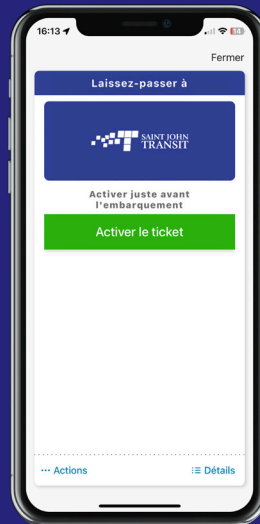 16:13
Fermer
Laissez-passer à
SAINT JOHN
TRANSIT
Activer juste avant
l'embarquement
Activer le ticket
··· Actions
Détails